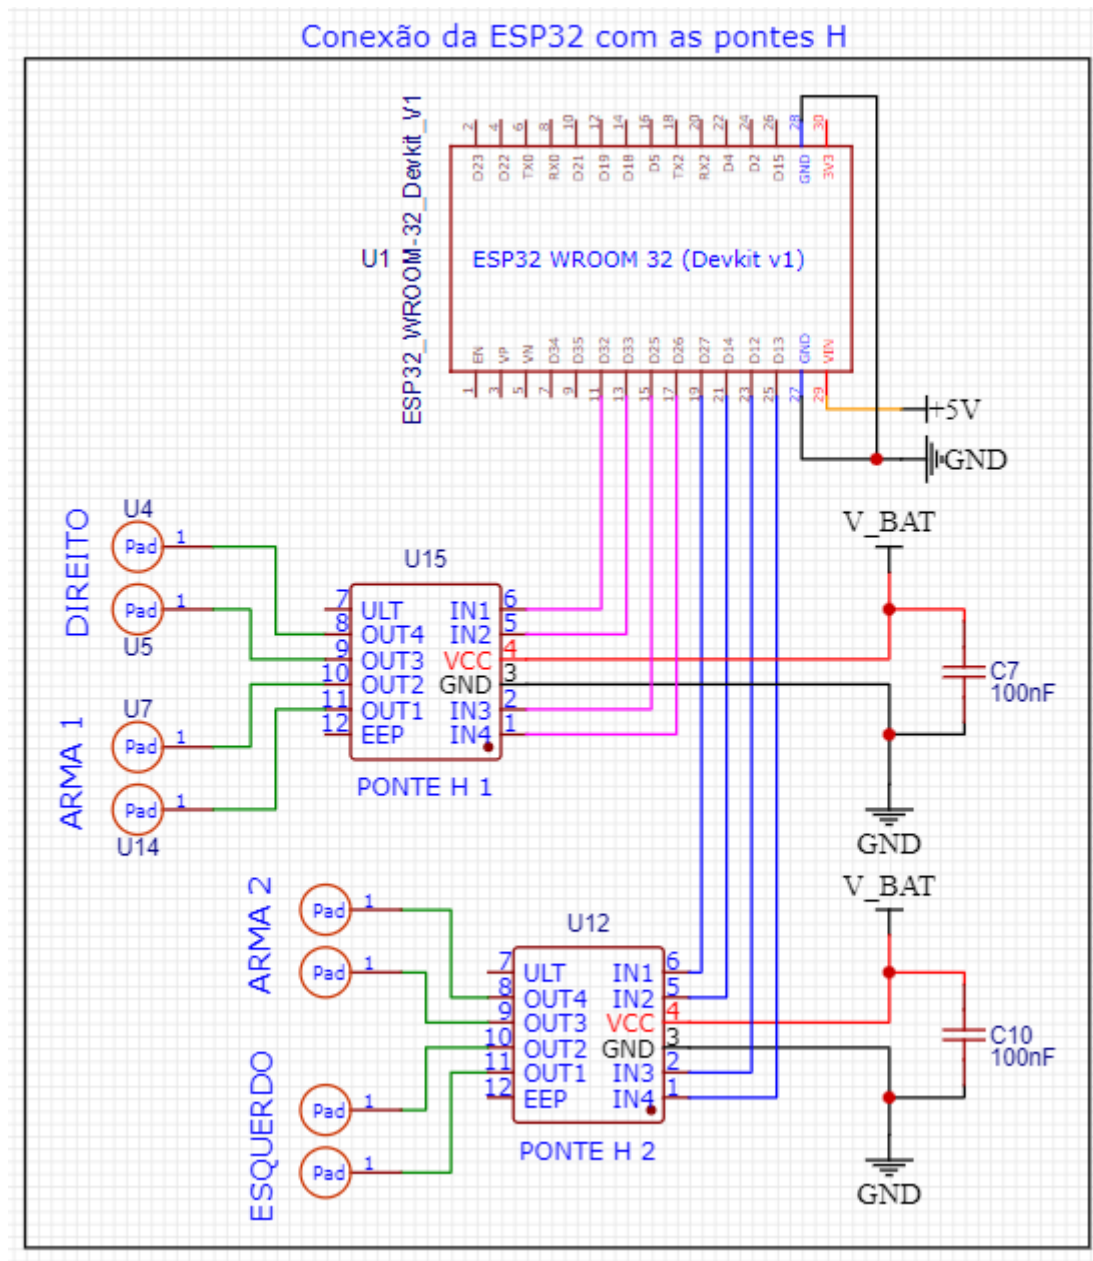 Conexão da ESP32 com as pontes H
U1
ESP32_WROOM-32_Devkit_V1
2 4 6 8 10 12 14 16 18 20 22 24 26 28 30
D23 D22 TX0 RX0 D21 D19 D18 D5 TX2 RX2 D4 D2 D15 GND 3V3
ESP32 WROOM 32 (Devkit v1)
EN VP VN D34 D35 D32 D33 D25 D26 D27 D14 D12 D13 GND VIN
1 3 5 7 9 11 13 15 17 19 21 23 25 27 29
+5V
GND
DIREITO
U4
Pad 1
Pad 1
U5
ARMA 1
U7
Pad 1
Pad 1
U14
U15
7 ULT IN1 6
8 OUT4 IN2 5
9 OUT3 VCC 4
10 OUT2 GND 3
11 OUT1 IN3 2
12 EEP IN4 1
PONTE H 1
V_BAT
C7
100nF
GND
ARMA 2
Pad 1
Pad 1
ESQUERDO
Pad 1
Pad 1
U12
7 ULT IN1 6
8 OUT4 IN2 5
9 OUT3 VCC 4
10 OUT2 GND 3
11 OUT1 IN3 2
12 EEP IN4 1
PONTE H 2
V_BAT
C10
100nF
GND